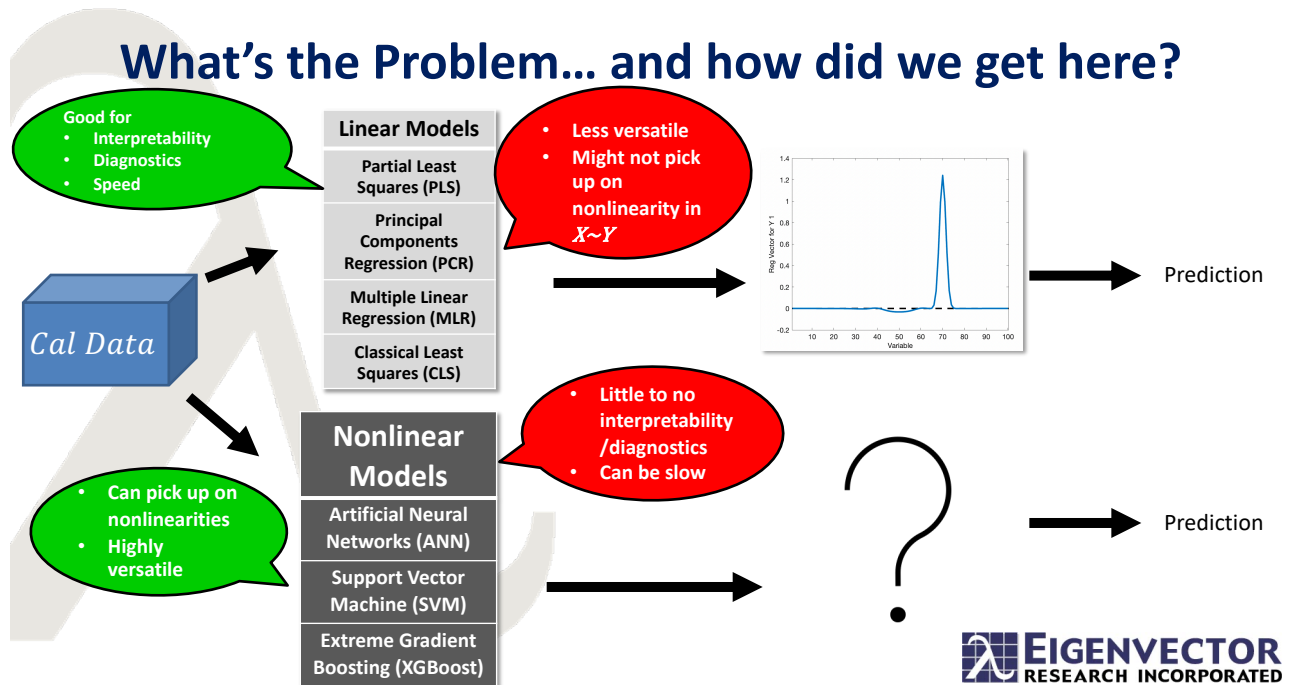 What's the Problem... and how did we get here?
Good for
• Interpretability
• Diagnostics
• Speed
Linear Models
Partial Least
Squares (PLS)
Principal
Components
Regression (PCR)
Multiple Linear
Regression (MLR)
Classical Least
Squares (CLS)
• Less versatile
• Might not pick
up on
nonlinearity in
X~Y
1.4
1.2
1
0.8
0.6
0.4
0.2
0
-0.2
Reg Vector for Y 1
10 20 30 40 50 60 70 80 90 100
Variable
Prediction
Cal Data
• Can pick up on
nonlinearities
• Highly
versatile
Nonlinear
Models
Artificial Neural
Networks (ANN)
Support Vector
Machine (SVM)
Extreme Gradient
Boosting (XGBoost)
• Little to no
interpretability
/diagnostics
• Can be slow
?
Prediction
EIGENVECTOR
RESEARCH INCORPORATED